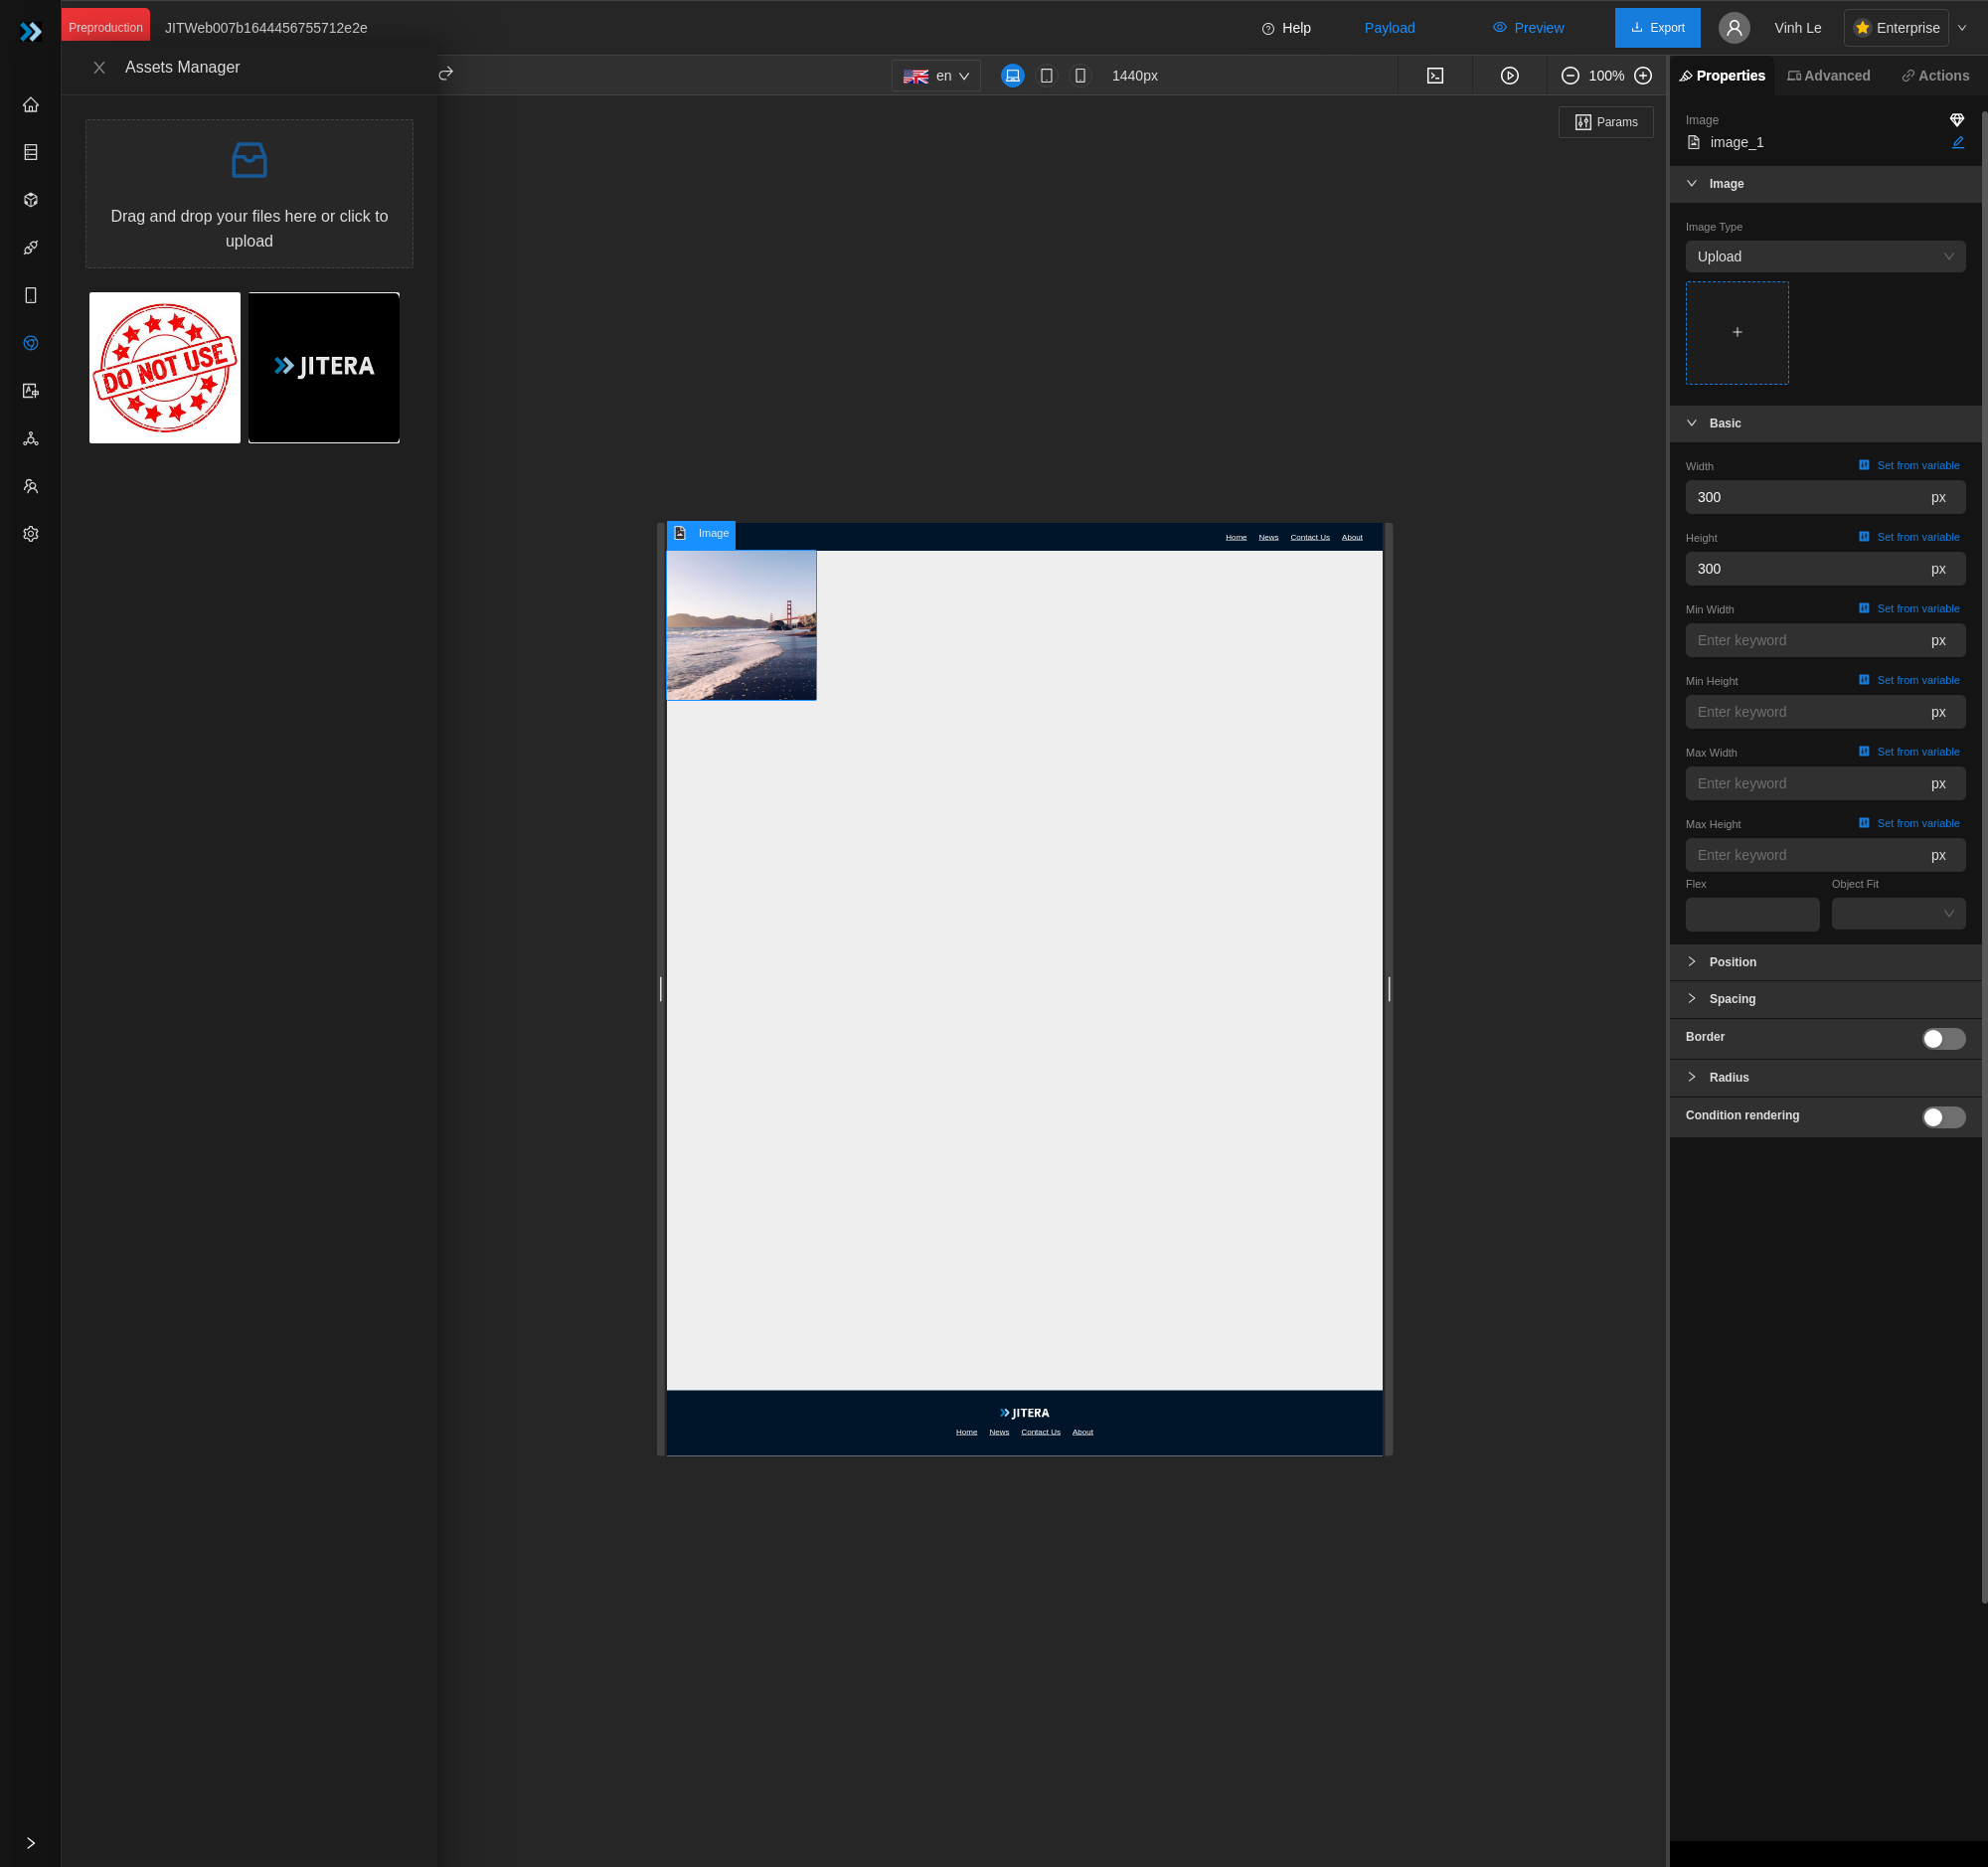 Preproduction
JITWeb007b1644456755712e2e
Help
Payload
Preview
Export
Vinh Le
Enterprise
Assets Manager
en
1440px
100%
Properties
Advanced
Actions
Params
Drag and drop your files here or click to
upload
DO NOT USE
JITERA
Image
Home
News
Contact Us
About
JITERA
Home
News
Contact Us
About
Image
image_1
Image
Image Type
Upload
Basic
Width
Set from variable
300
px
Height
Set from variable
300
px
Min Width
Set from variable
Enter keyword
px
Min Height
Set from variable
Enter keyword
px
Max Width
Set from variable
Enter keyword
px
Max Height
Set from variable
Enter keyword
px
Flex
Object Fit
Position
Spacing
Border
Radius
Condition rendering